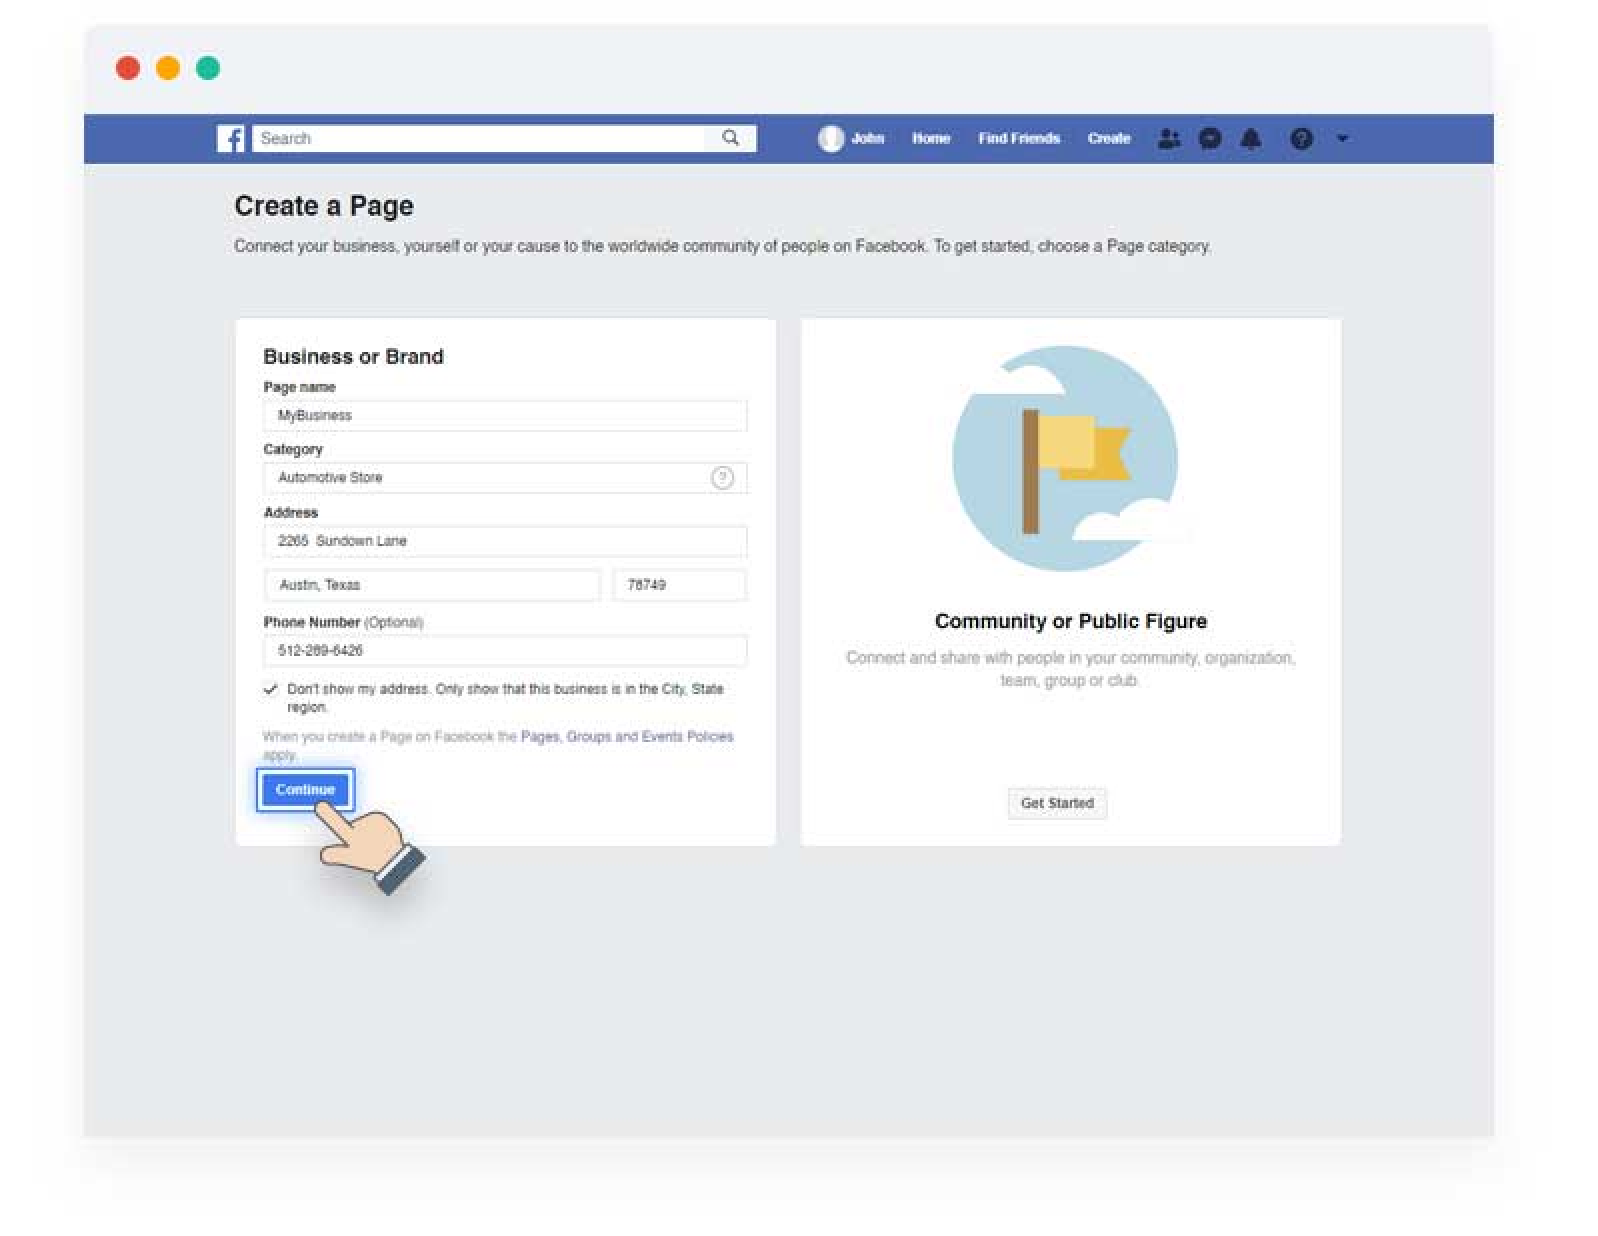 f
Search
John
Home
Find Friends
Create
Create a Page
Connect your business, yourself or your cause to the worldwide community of people on Facebook. To get started, choose a Page category.
Business or Brand
Page name
MyBusiness
Category
Automotive Store
?
Address
2265 Sundown Lane
Austin, Texas
78749
Phone Number (Optional)
512-289-6426
Don't show my address. Only show that this business is in the City, State
region.
When you create a Page on Facebook the Pages, Groups and Events Policies
apply.
Continue
Community or Public Figure
Connect and share with people in your community, organization,
team, group or club.
Get Started